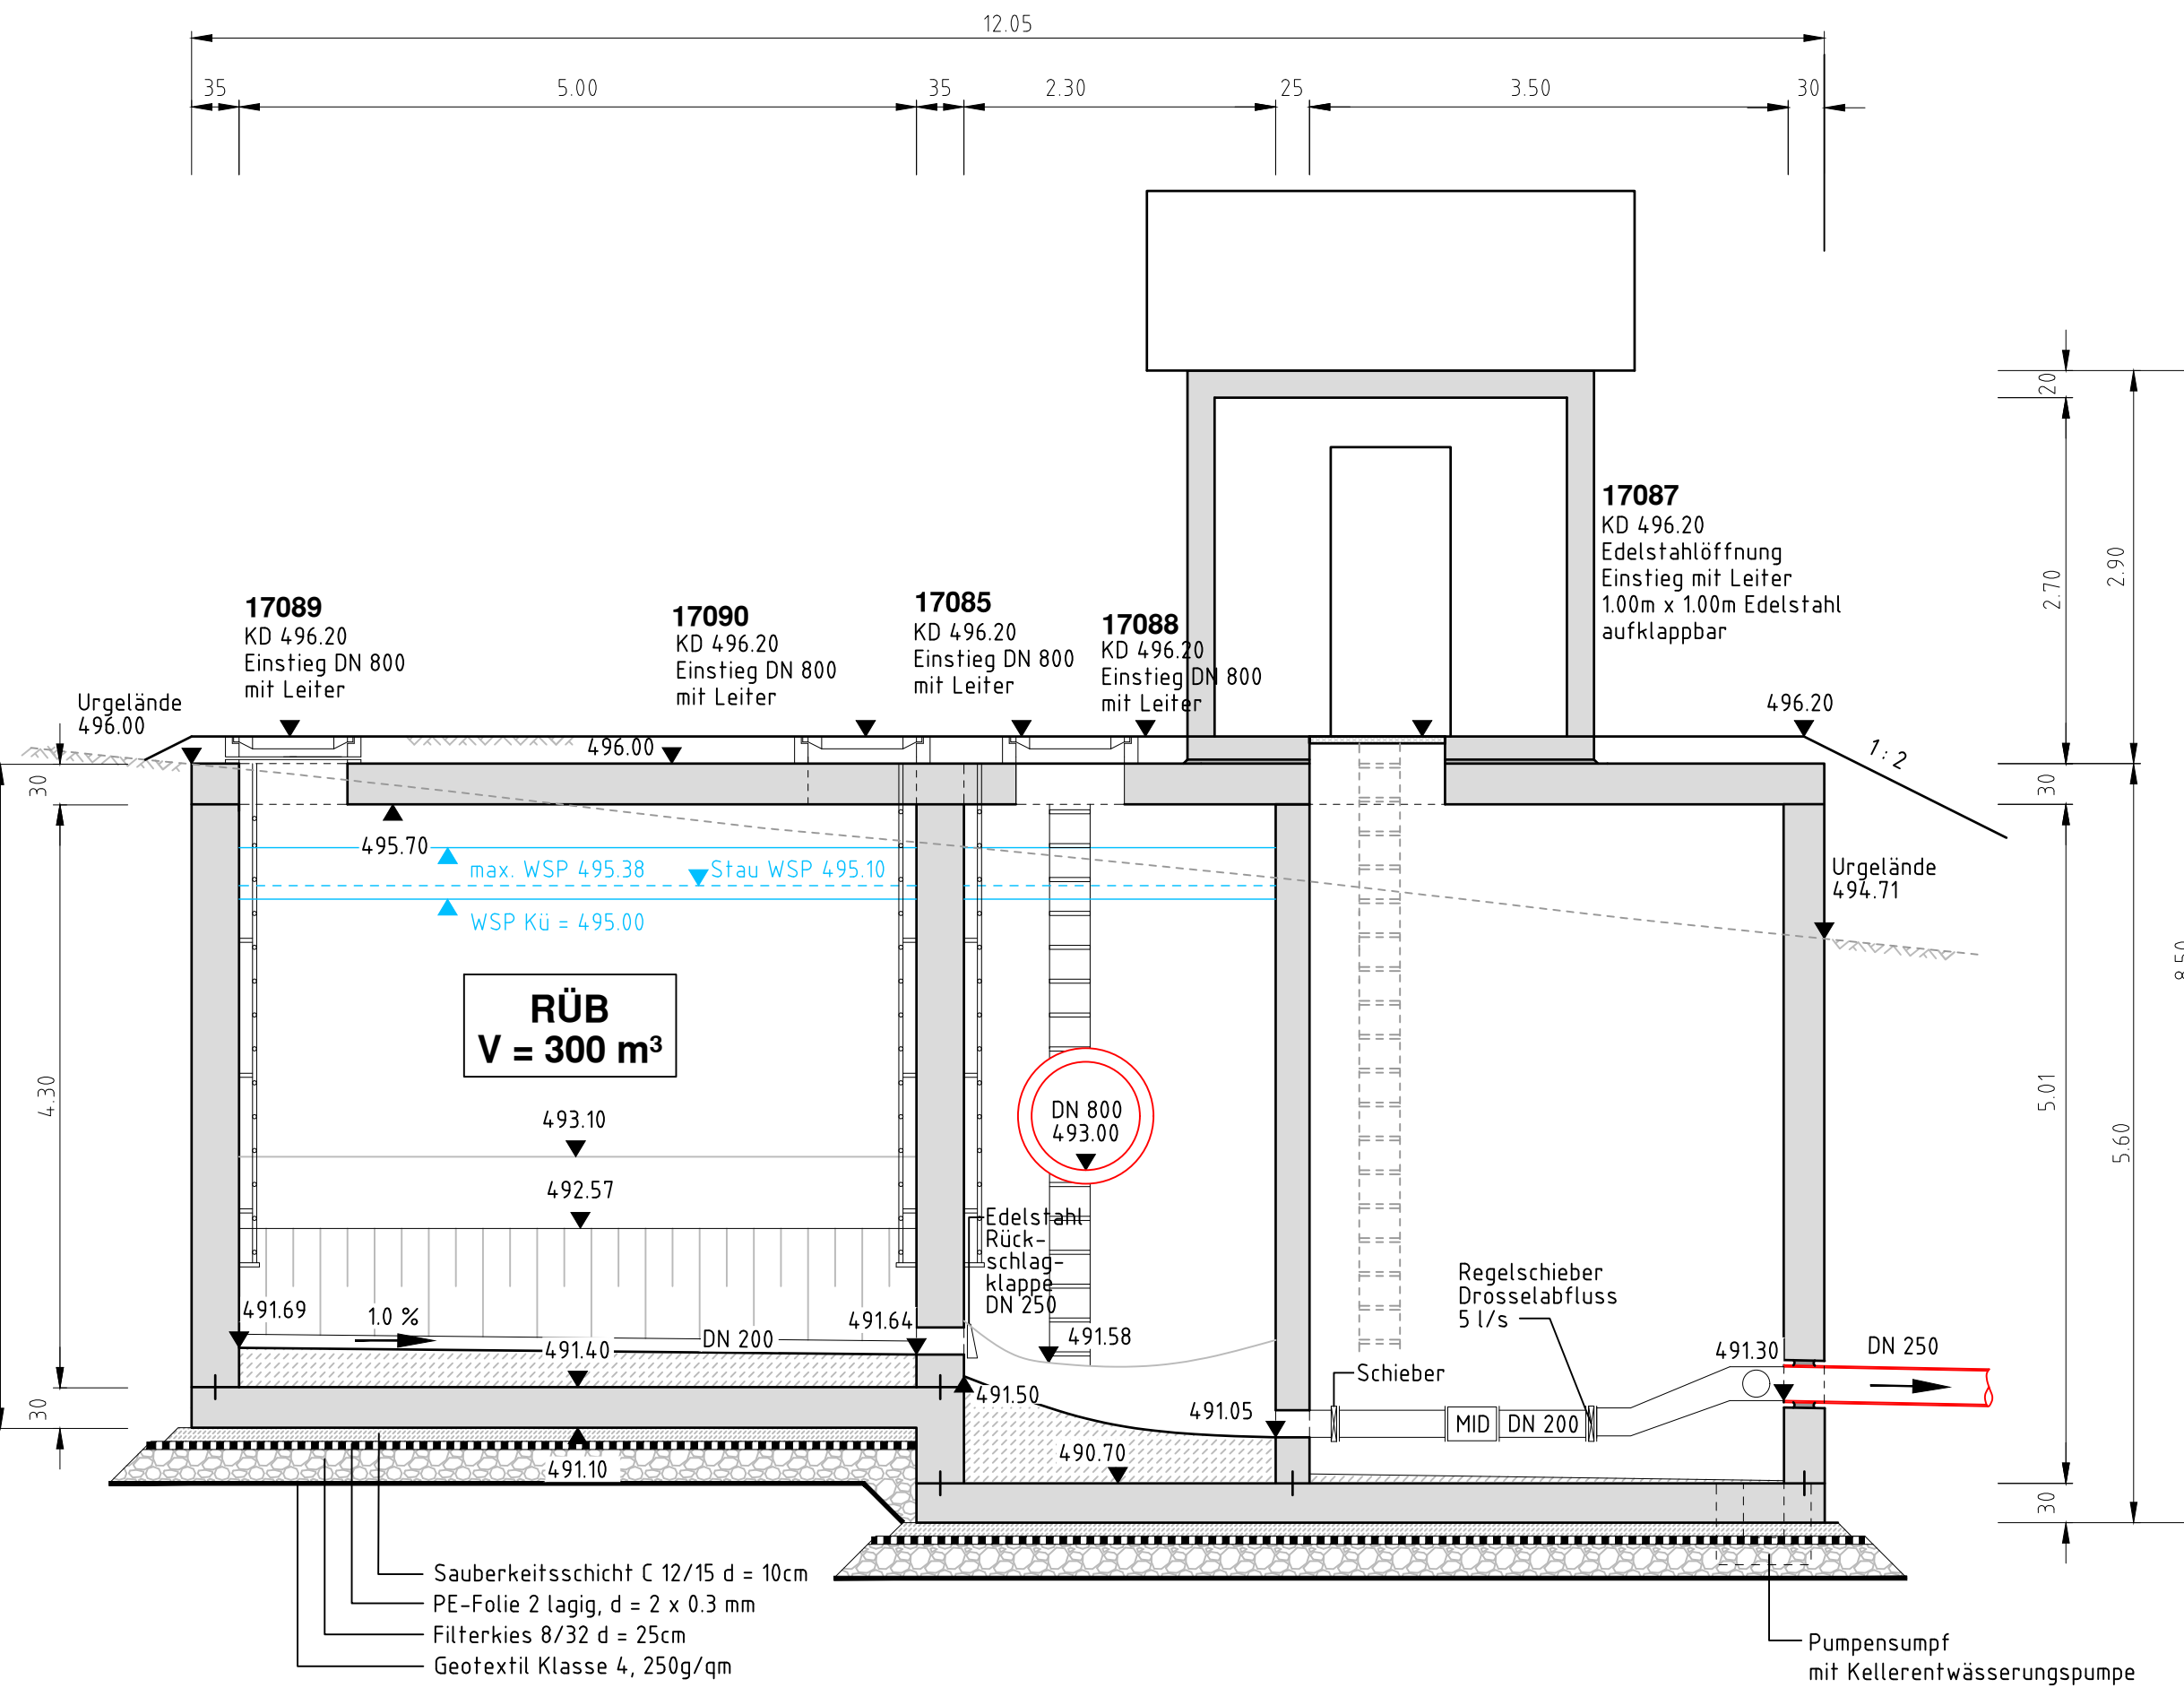 12.05
35
5.00
35
2.30
25
3.50
30
20
2.70
2.90
17087
KD 496.20
Edelstahlöffnung
Einstieg mit Leiter
1.00m x 1.00m Edelstahl
aufklappbar
17089
KD 496.20
Einstieg DN 800
mit Leiter
17090
KD 496.20
Einstieg DN 800
mit Leiter
17085
KD 496.20
Einstieg DN 800
mit Leiter
17088
KD 496.20
Einstieg DN 800
mit Leiter
Urgelände
496.00
496.00
496.20
1:2
30
30
495.70
max. WSP 495.38
Stau WSP 495.10
WSP Kü = 495.00
Urgelände
494.71
8.50
RÜB
V = 300 m³
4.30
5.01
5.60
493.10
492.57
DN 800
493.00
Edelstahl
Rück-
schlag-
klappe
DN 250
Regelschieber
Drosselabfluss
5 l/s
491.69
1.0 %
491.40
DN 200
491.64
491.58
491.50
491.05
Schieber
MID
DN 200
491.30
DN 250
30
490.70
491.10
30
Sauberkeitsschicht C 12/15 d = 10cm
PE-Folie 2 lagig, d = 2 x 0.3 mm
Filterkies 8/32 d = 25cm
Geotextil Klasse 4, 250g/qm
Pumpensumpf
mit Kellerentwässerungspumpe